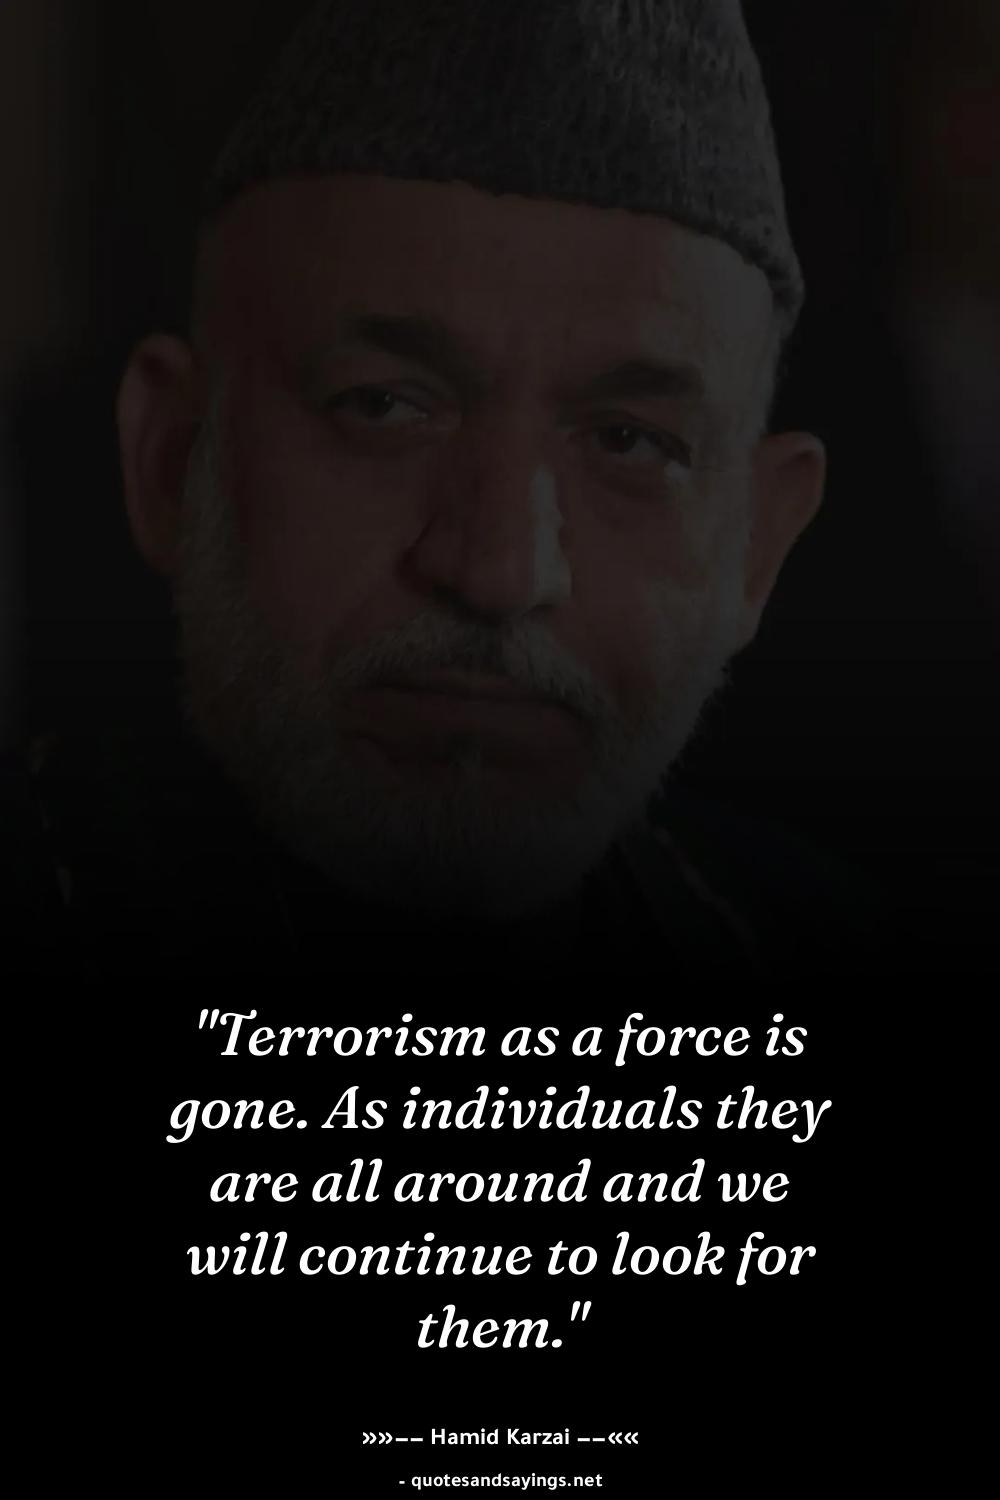 "Terrorism as a force is
gone. As individuals they
are all around and we
will continue to look for
them."
»»–– Hamid Karzai ––««
- quotesandsayings.net